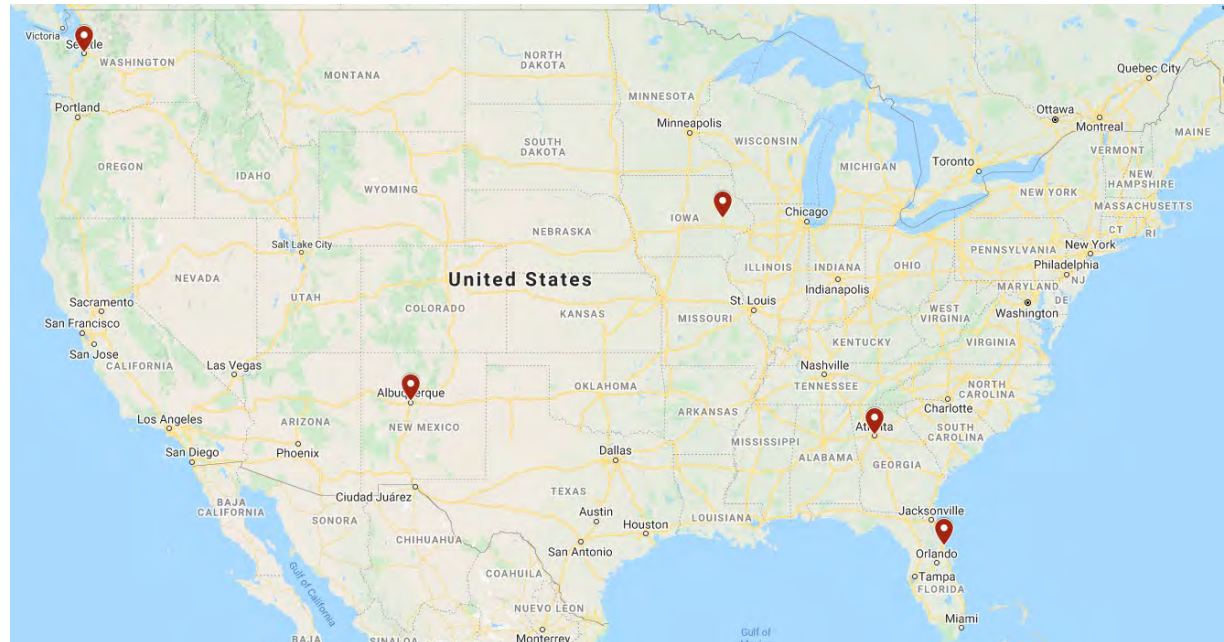 Victoria
Seattle
WASHINGTON
MONTANA
NORTH
DAKOTA
MINNESOTA
Quebec City
Portland
Minneapolis
WISCONSIN
Ottawa
Montreal
MAINE
OREGON
IDAHO
SOUTH
DAKOTA
MICHIGAN
Toronto
VERMONT
NEW
HAMPSHIRE
WYOMING
IOWA
Chicago
NEW YORK
MASSACHUSETTS
CT
RI
Salt Lake City
NEBRASKA
PENNSYLVANIA
New York
NEVADA
United States
ILLINOIS
INDIANA
OHIO
Philadelphia
NJ
UTAH
Indianapolis
MARYLAND
DE
Sacramento
COLORADO
KANSAS
St. Louis
MISSOURI
WEST
VIRGINIA
Washington
San Francisco
San Jose
KENTUCKY
VIRGINIA
CALIFORNIA
Las Vegas
Nashville
TENNESSEE
Albuquerque
OKLAHOMA
NORTH
CAROLINA
Charlotte
Los Angeles
ARIZONA
NEW MEXICO
ARKANSAS
Atlanta
SOUTH
CAROLINA
San Diego
Phoenix
Dallas
MISSISSIPPI
ALABAMA
GEORGIA
Ciudad Juárez
TEXAS
BAJA
CALIFORNIA
SONORA
Austin
Houston
LOUISIANA
Jacksonville
CHIHUAHUA
San Antonio
Orlando
Gulf of California
COAHUILA
Tampa
FLORIDA
NUEVO LEON
Miami
BAJA
SINALOA
Monterrey
Gulf of